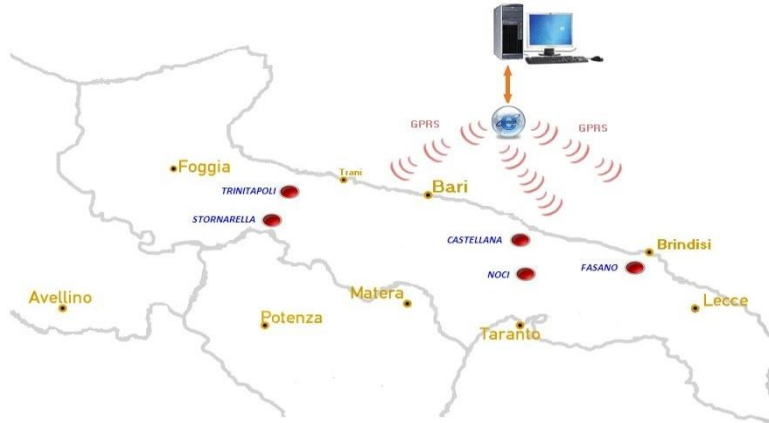 GPRS
GPRS
Foggia
Trani
TRINITAPOLI
Bari
STORNARELLA
CASTELLANA
Brindisi
NOCI
FASANO
Avellino
Matera
Lecce
Potenza
Taranto